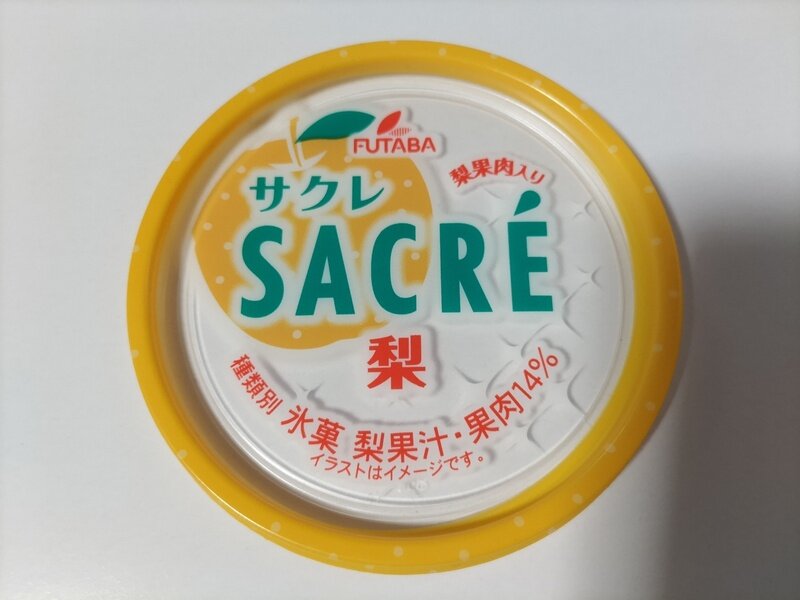 FUTABA
梨果肉入り
サクレ
SACRÉ
梨
種類別 氷菓 梨果汁・果肉14%
イラストはイメージです。